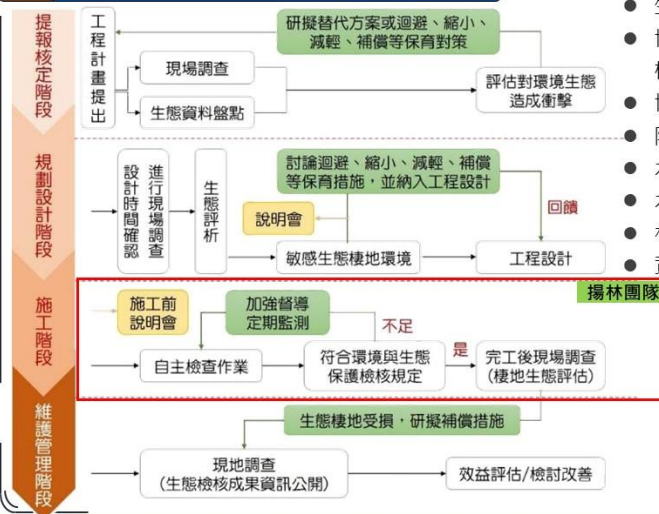 提報核定階段
工程計畫提出
研擬替代方案或迴避、縮小、
減輕、補償等保育對策
現場調查
生態資料盤點
評估對環境生態
造成衝擊
規劃設計階段
設計時間確認
進行現場調查
生態評析
討論迴避、縮小、減輕、補償
等保育措施，並納入工程設計
說明會
敏感生態棲地環境
回饋
工程設計
揚林團隊
施工階段
施工前
說明會
加強督導
定期監測
不足
自主檢查作業
符合環境與生態
保護檢核規定
是
完工後現場調查
(棲地生態評估)
維護管理階段
生態棲地受損，研擬補償措施
現地調查
(生態檢核成果資訊公開)
效益評估/檢討改善